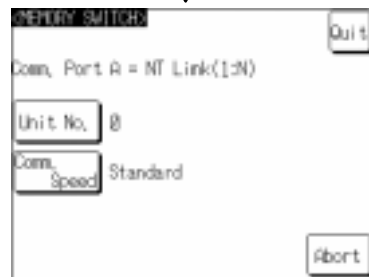 <MEMORY SWITCH>
Quit
Comm. Port A = NT Link(1:N)
Unit No. 0
Comm.
Speed Standard
Abort